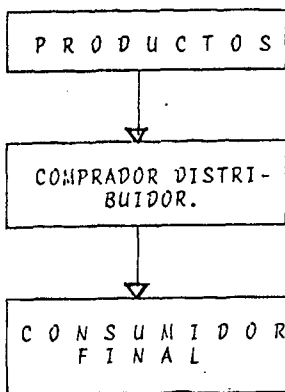 PRODUCTOS
COMPRADOR DISTRI-
BUIDOR.
CONSUMIDOR
FINAL